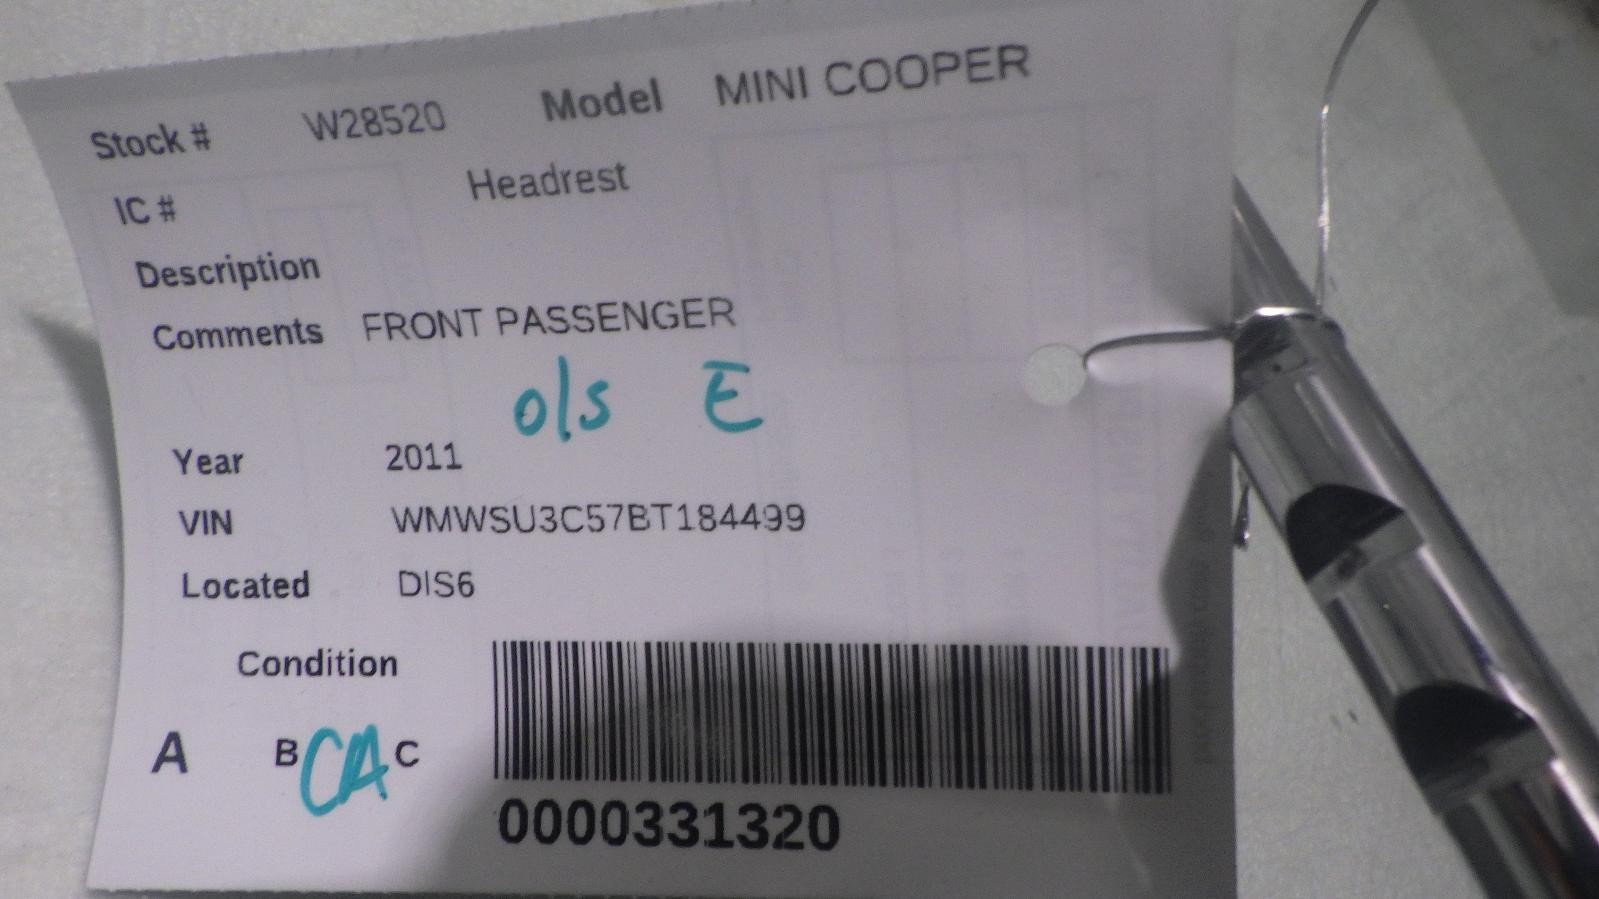 Stock # W28520 Model MINI COOPER
IC # Headrest
Description
Comments FRONT PASSENGER
o/s E
Year 2011
VIN WMWSU3C57BT184499
Located DIS6
Condition
A B CA C
0000331320